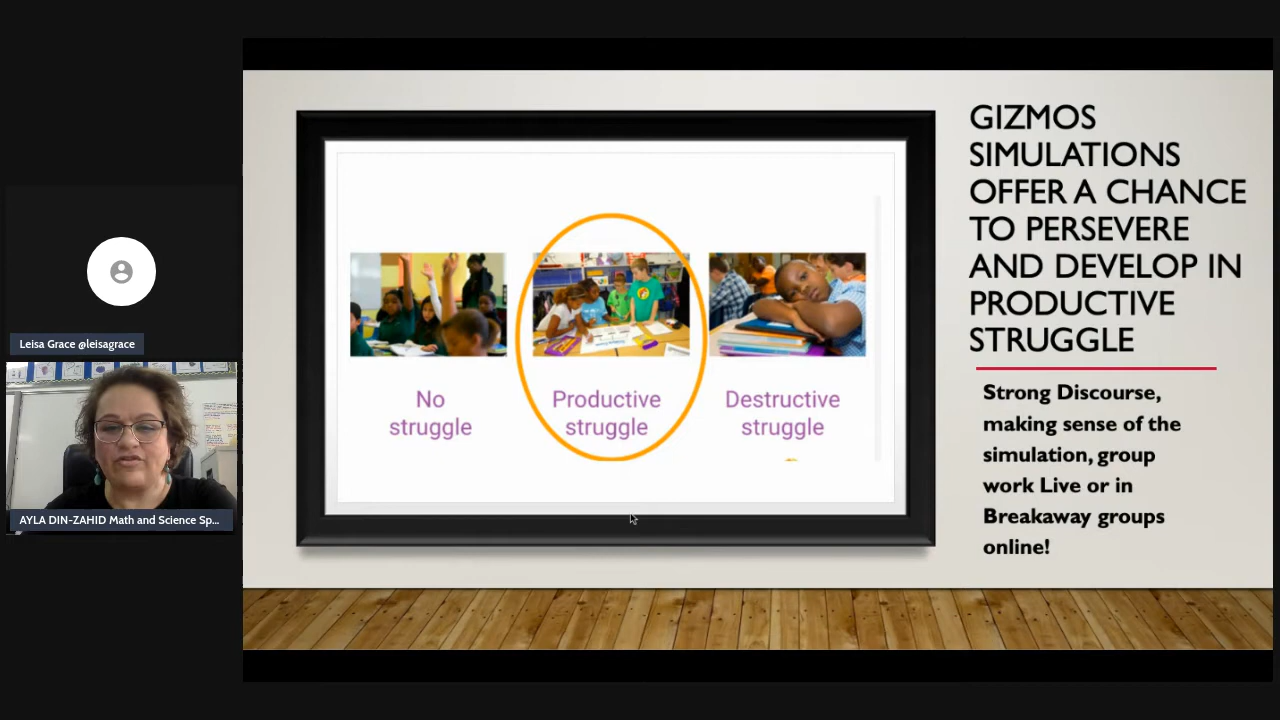 GIZMOS
SIMULATIONS
OFFER A CHANCE
TO PERSEVERE
AND DEVELOP IN
PRODUCTIVE
STRUGGLE
Strong Discourse,
making sense of the
simulation, group
work Live or in
Breakaway groups
online!
No
struggle
Productive
struggle
Destructive
struggle
Leisa Grace @leisagrace
AYLA DIN-ZAHID Math and Science Sp...